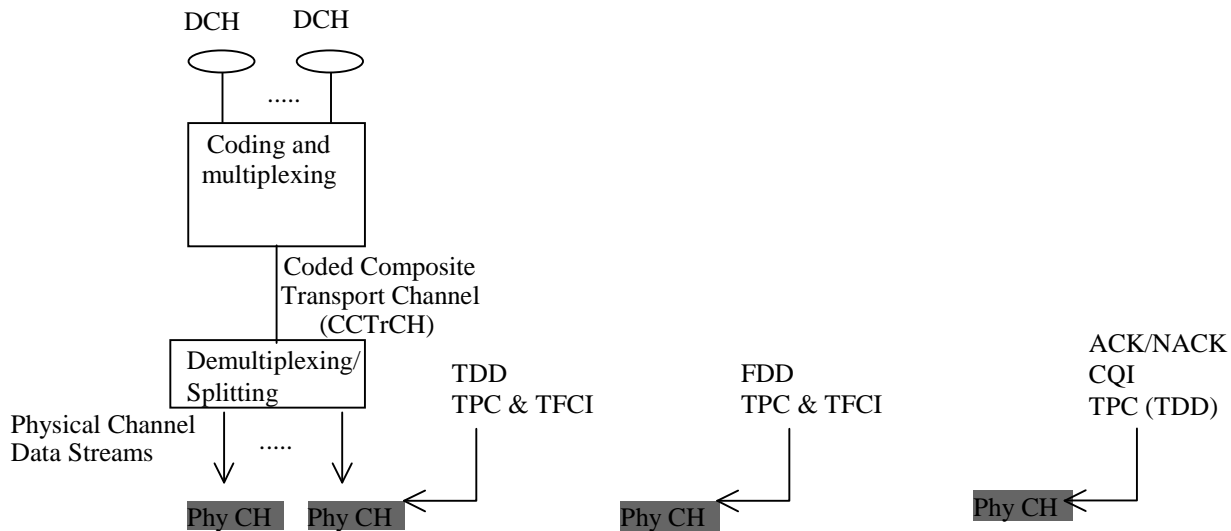 DCH DCH
.....
Coding and
multiplexing
Coded Composite
Transport Channel
(CCTrCH)
Demultiplexing/
Splitting
Physical Channel
Data Streams
.....
TDD
TPC & TFCI
FDD
TPC & TFCI
ACK/NACK
CQI
TPC (TDD)
Phy CH Phy CH Phy CH Phy CH